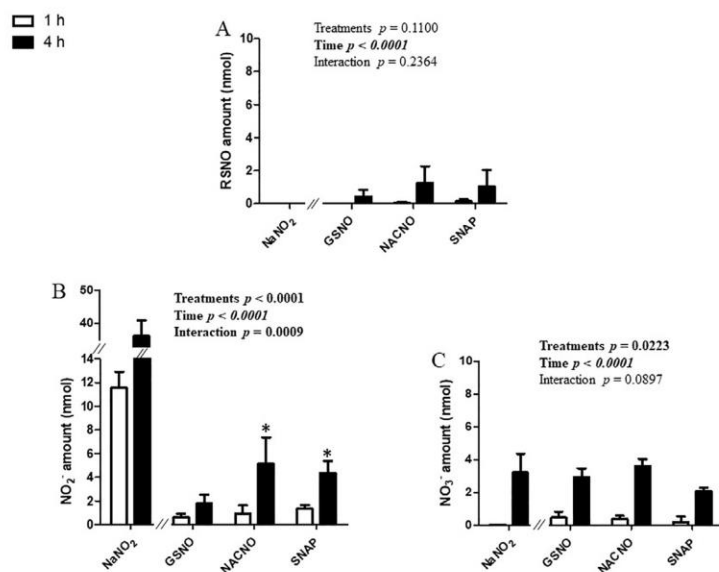 1 h
4 h
A
Treatments p = 0.1100
Time p < 0.0001
Interaction p = 0.2364
RSNO amount (nmol)
10
8
6
4
2
0
NaNO₂
GSNO
NACNO
SNAP
B
Treatments p < 0.0001
Time p < 0.0001
Interaction p = 0.0009
NO₂⁻ amount (nmol)
50
40
14
12
10
8
6
4
2
0
*
*
NaNO₂
GSNO
NACNO
SNAP
C
Treatments p = 0.0223
Time p < 0.0001
Interaction p = 0.0897
NO₃⁻ amount (nmol)
10
8
6
4
2
0
NaNO₂
GSNO
NACNO
SNAP